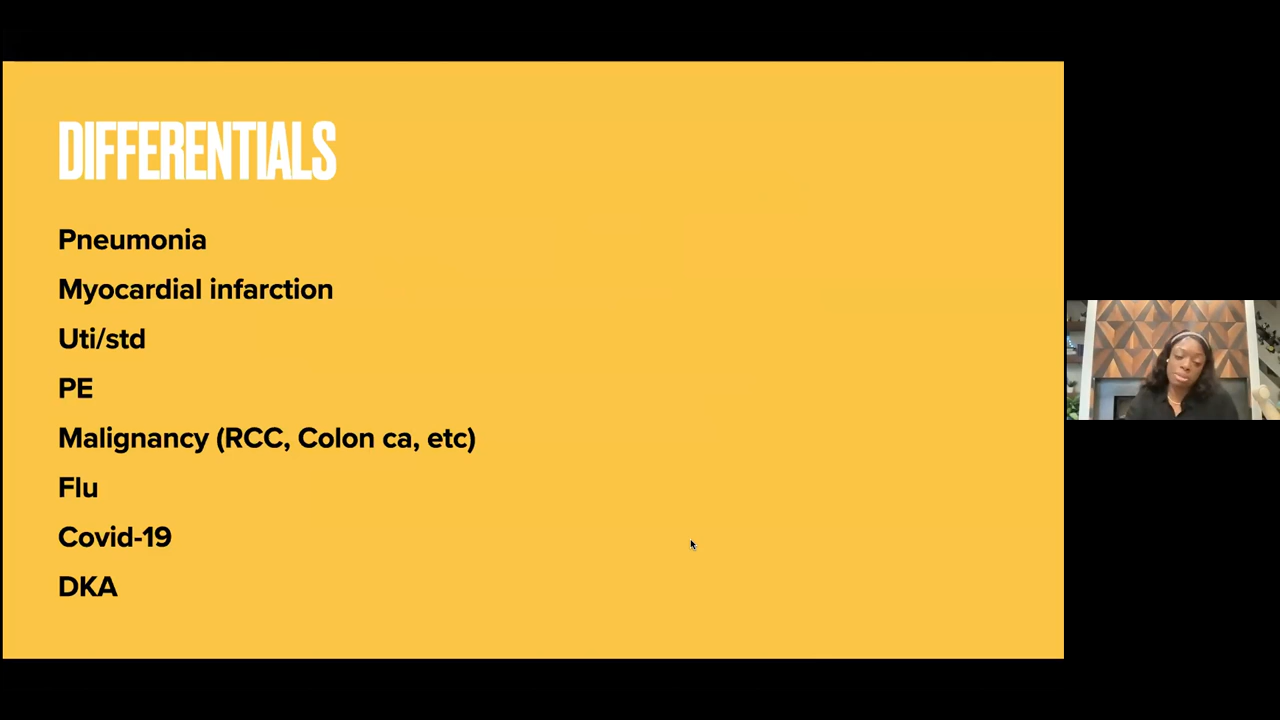 DIFFERENTIALS
Pneumonia
Myocardial infarction
Uti/std
PE
Malignancy (RCC, Colon ca, etc)
Flu
Covid-19
DKA